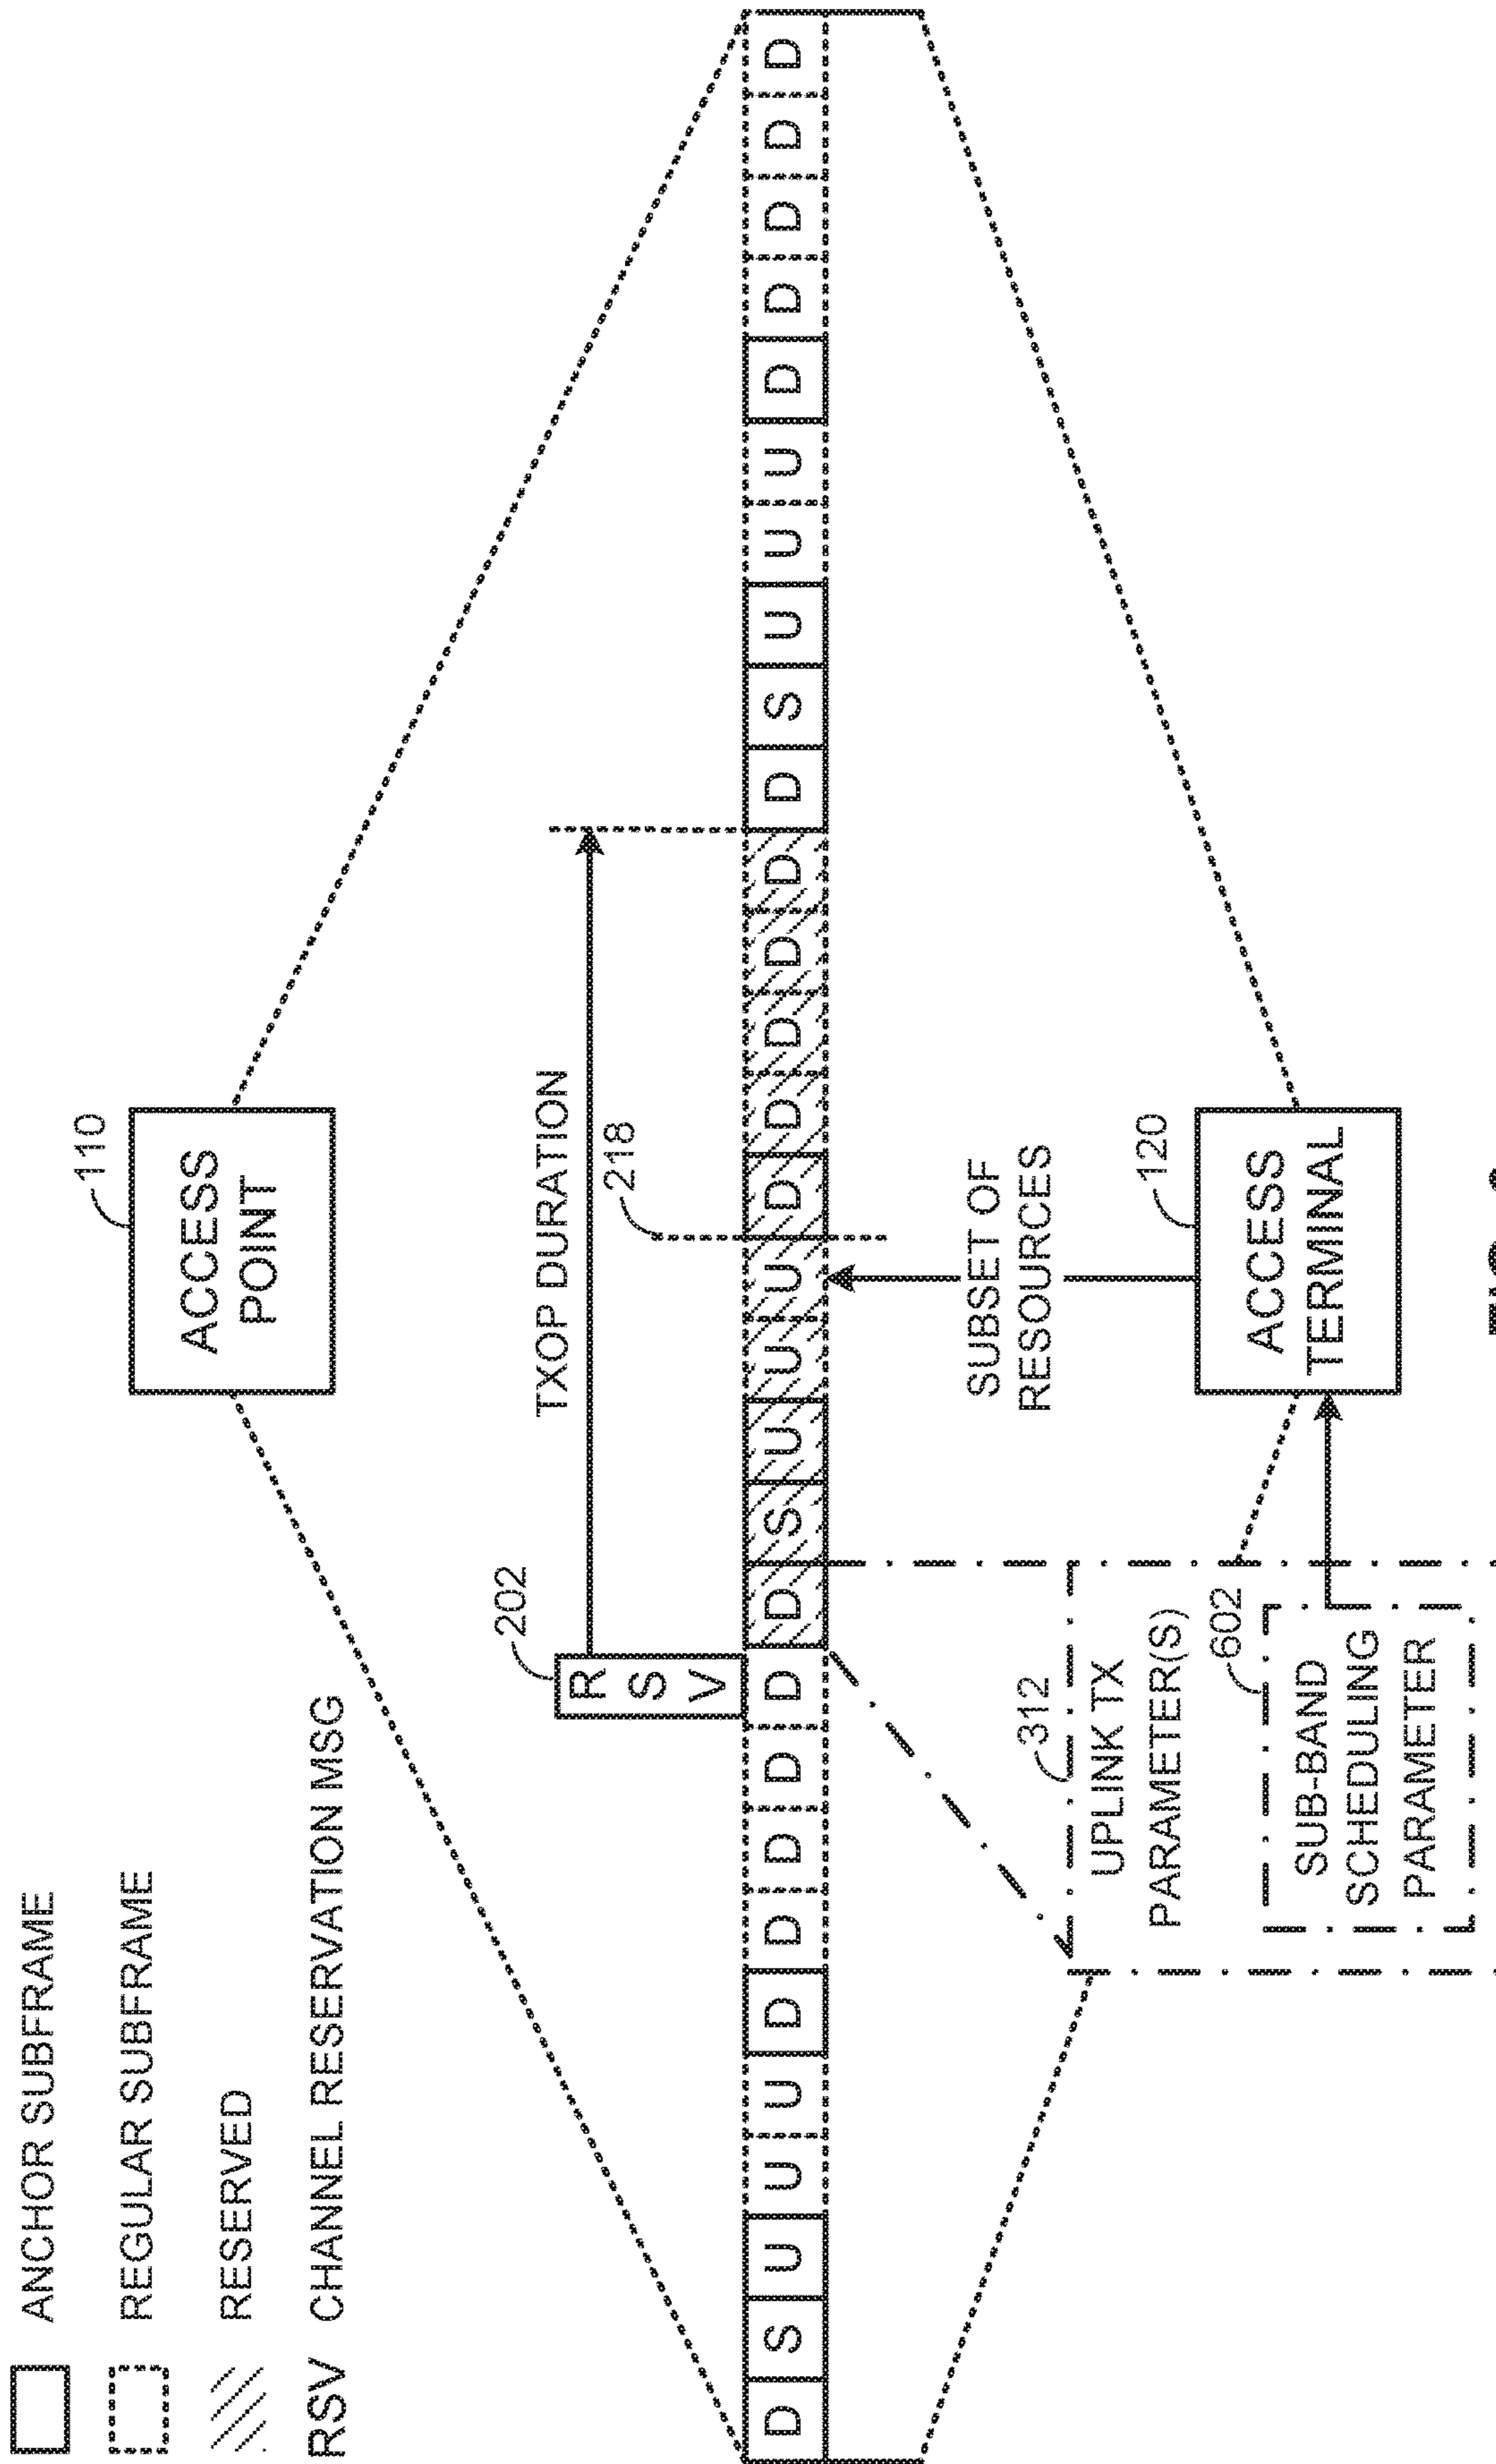 ANCHOR SUBFRAME
REGULAR SUBFRAME
RESERVED
RSV CHANNEL RESERVATION MSG
110
ACCESS
POINT
202
R
S
V
TXOP DURATION
218
D S U U U D D D D D D S U U U D D D D D D S U U U D D D D D
SUBSET OF
RESOURCES
312
UPLINK TX
PARAMETER(S)
602
SUB-BAND
SCHEDULING
PARAMETER
120
ACCESS
TERMINAL